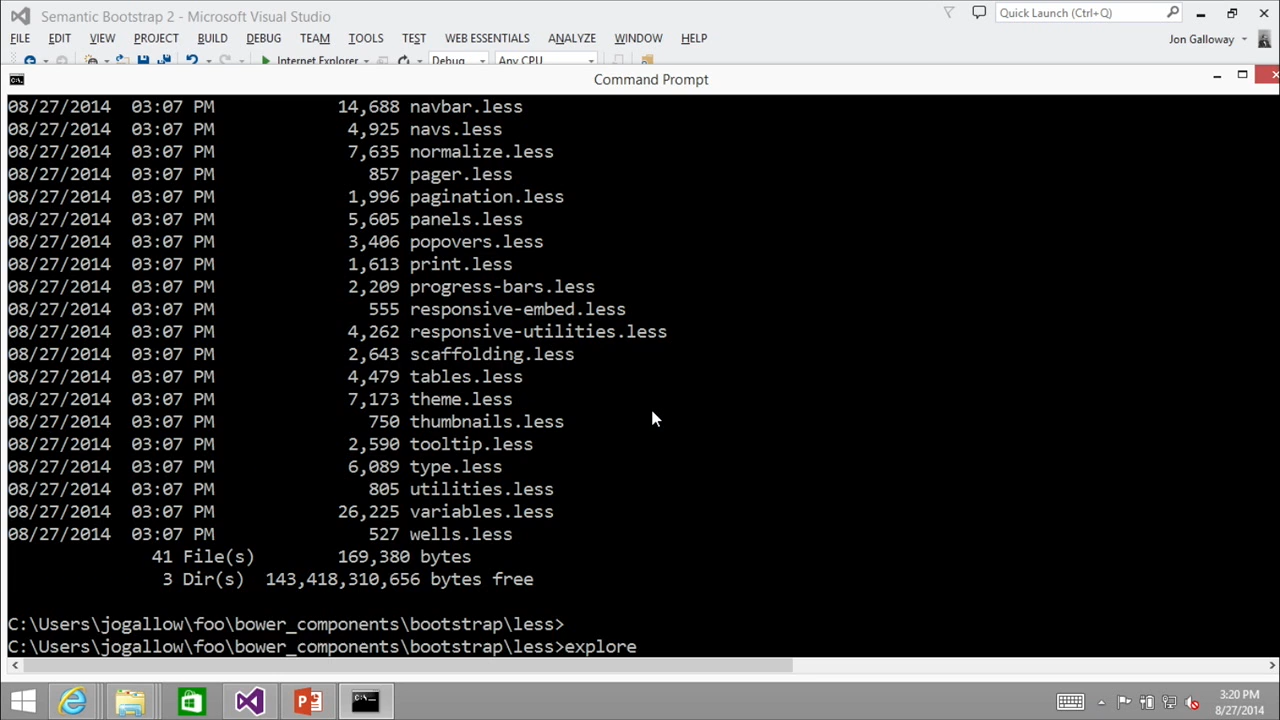 Semantic Bootstrap 2 - Microsoft Visual Studio
Quick Launch (Ctrl+Q)
FILE EDIT VIEW PROJECT BUILD DEBUG TEAM TOOLS TEST WEB ESSENTIALS ANALYZE WINDOW HELP
Jon Galloway
Internet Explorer Debug Any CPU
Command Prompt
08/27/2014 03:07 PM 14,688 navbar.less
08/27/2014 03:07 PM 4,925 navs.less
08/27/2014 03:07 PM 7,635 normalize.less
08/27/2014 03:07 PM 857 pager.less
08/27/2014 03:07 PM 1,996 pagination.less
08/27/2014 03:07 PM 5,605 panels.less
08/27/2014 03:07 PM 3,406 popovers.less
08/27/2014 03:07 PM 1,613 print.less
08/27/2014 03:07 PM 2,209 progress-bars.less
08/27/2014 03:07 PM 555 responsive-embed.less
08/27/2014 03:07 PM 4,262 responsive-utilities.less
08/27/2014 03:07 PM 2,643 scaffolding.less
08/27/2014 03:07 PM 4,479 tables.less
08/27/2014 03:07 PM 7,173 theme.less
08/27/2014 03:07 PM 750 thumbnails.less
08/27/2014 03:07 PM 2,590 tooltip.less
08/27/2014 03:07 PM 6,089 type.less
08/27/2014 03:07 PM 805 utilities.less
08/27/2014 03:07 PM 26,225 variables.less
08/27/2014 03:07 PM 527 wells.less
41 File(s) 169,380 bytes
3 Dir(s) 143,418,310,656 bytes free
C:\Users\jogallow\foo\bower_components\bootstrap\less>
C:\Users\jogallow\foo\bower_components\bootstrap\less>explore
3:20 PM
8/27/2014